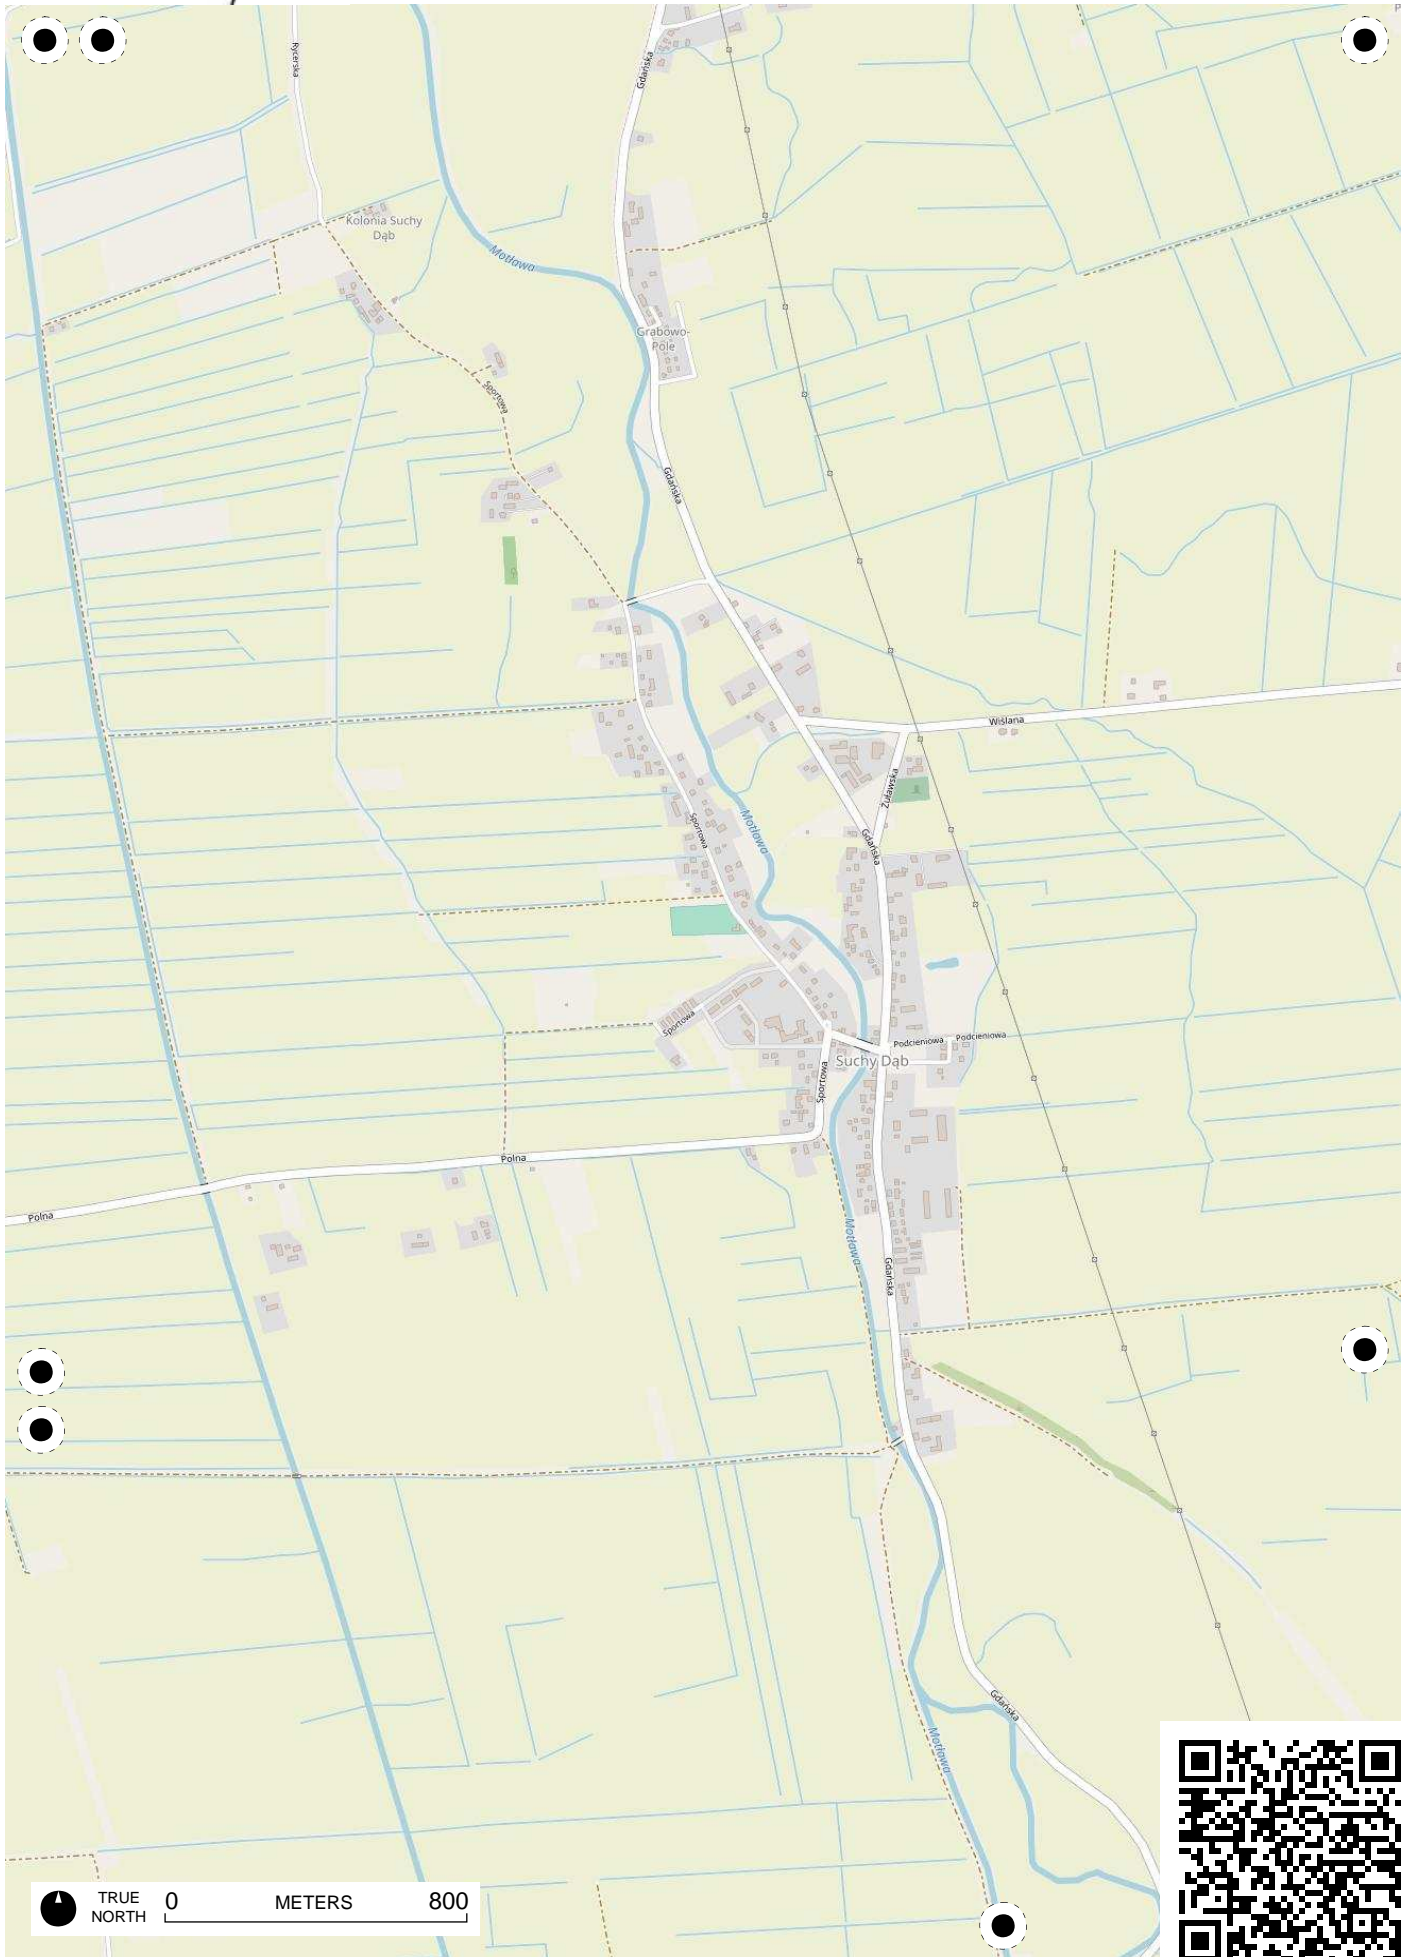 Rycerska
Gdańska
Kolonia Suchy
Dąb
Motława
Grabowo-
Pole
Sportowa
Gdańska
Wiślana
Żuławska
Sportowa
Motława
Gdańska
Sportowa
Podcieniowa
Podcieniowa
Suchy Dąb
Sportowa
Polna
Polna
Motława
Gdańska
Gdańska
Motława
TRUE
NORTH
0 METERS 800